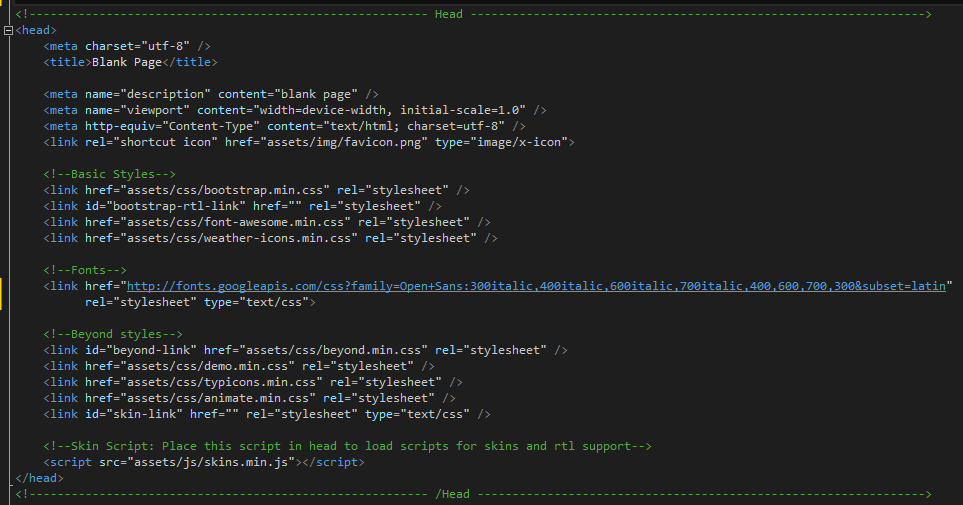 <!--------------------------------------------------------- Head ----------------------------------------------------------------->
<head>
<meta charset="utf-8" />
<title>Blank Page</title>
<meta name="description" content="blank page" />
<meta name="viewport" content="width=device-width, initial-scale=1.0" />
<meta http-equiv="Content-Type" content="text/html; charset=utf-8" />
<link rel="shortcut icon" href="assets/img/favicon.png" type="image/x-icon">
<!--Basic Styles-->
<link href="assets/css/bootstrap.min.css" rel="stylesheet" />
<link id="bootstrap-rtl-link" href="" rel="stylesheet" />
<link href="assets/css/font-awesome.min.css" rel="stylesheet" />
<link href="assets/css/weather-icons.min.css" rel="stylesheet" />
<!--Fonts-->
<link href="http://fonts.googleapis.com/css?family=Open+Sans:300italic,400italic,600italic,700italic,400,600,700,300&subset=latin"
rel="stylesheet" type="text/css">
<!--Beyond styles-->
<link id="beyond-link" href="assets/css/beyond.min.css" rel="stylesheet" />
<link href="assets/css/demo.min.css" rel="stylesheet" />
<link href="assets/css/typicons.min.css" rel="stylesheet" />
<link href="assets/css/animate.min.css" rel="stylesheet" />
<link id="skin-link" href="" rel="stylesheet" type="text/css" />
<!--Skin Script: Place this script in head to load scripts for skins and rtl support-->
<script src="assets/js/skins.min.js"></script>
</head>
<!--------------------------------------------------------- /Head ---------------------------------------------------------------->